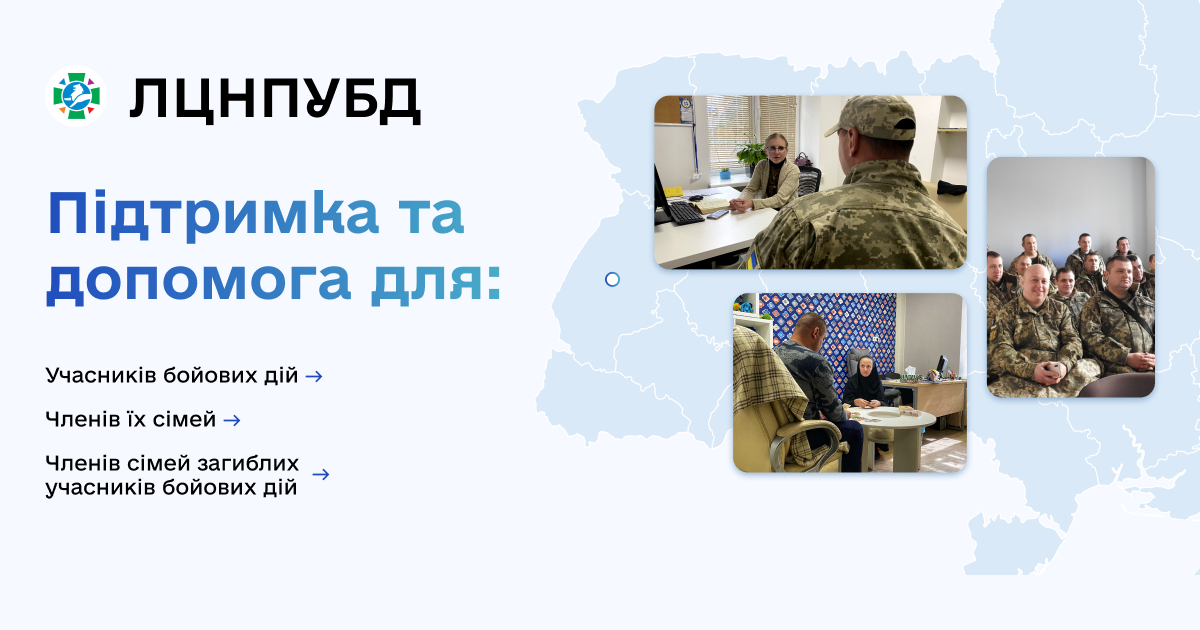 ЛЦНПУБД
Підтримка та
допомога для:
Учасників бойових дій →
Членів їх сімей →
Членів сімей загиблих →
учасників бойових дій